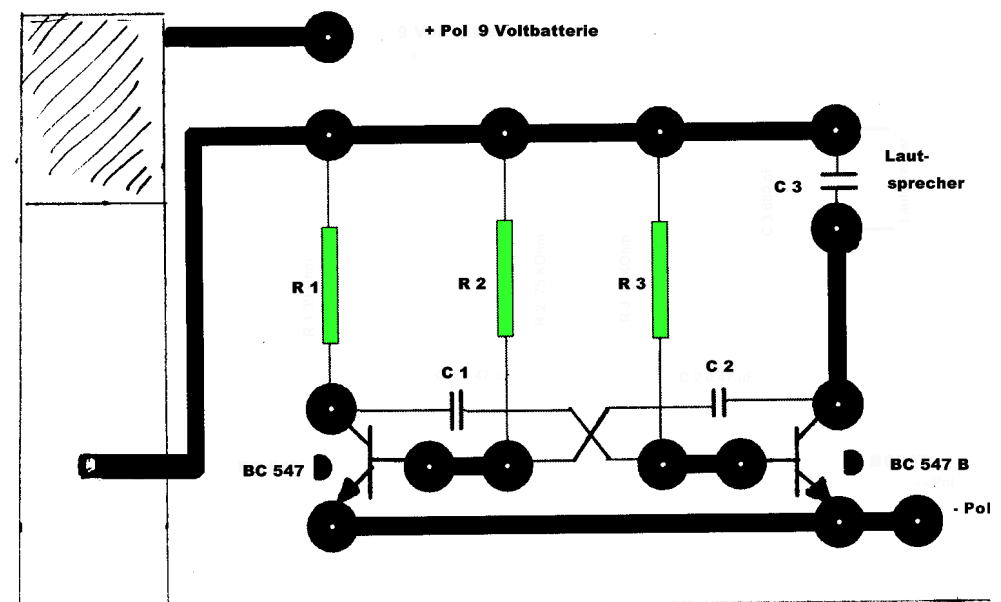 + Pol 9 Voltbatterie
Laut-
sprecher
C 3
R 1
R 2
R 3
C 1
C 2
BC 547
BC 547 B
- Pol